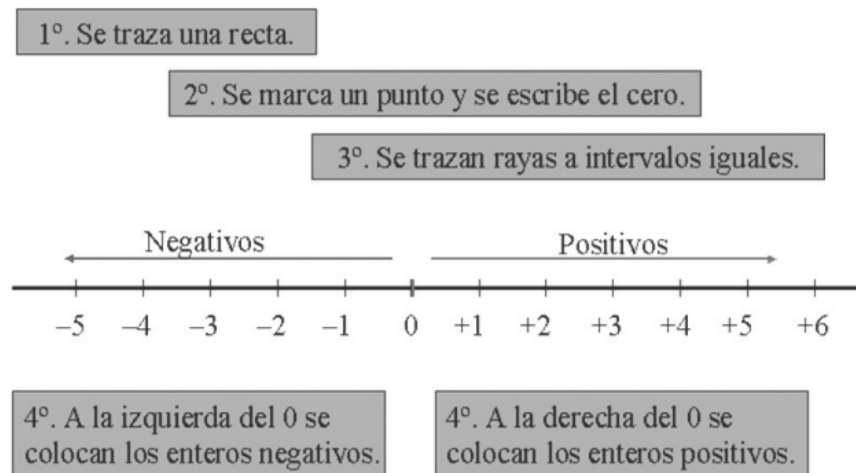 1º. Se traza una recta.
2º. Se marca un punto y se escribe el cero.
3º. Se trazan rayas a intervalos iguales.
Negativos Positivos
–5 –4 –3 –2 –1 0 +1 +2 +3 +4 +5 +6
4º. A la izquierda del 0 se
colocan los enteros negativos.
4º. A la derecha del 0 se
colocan los enteros positivos.